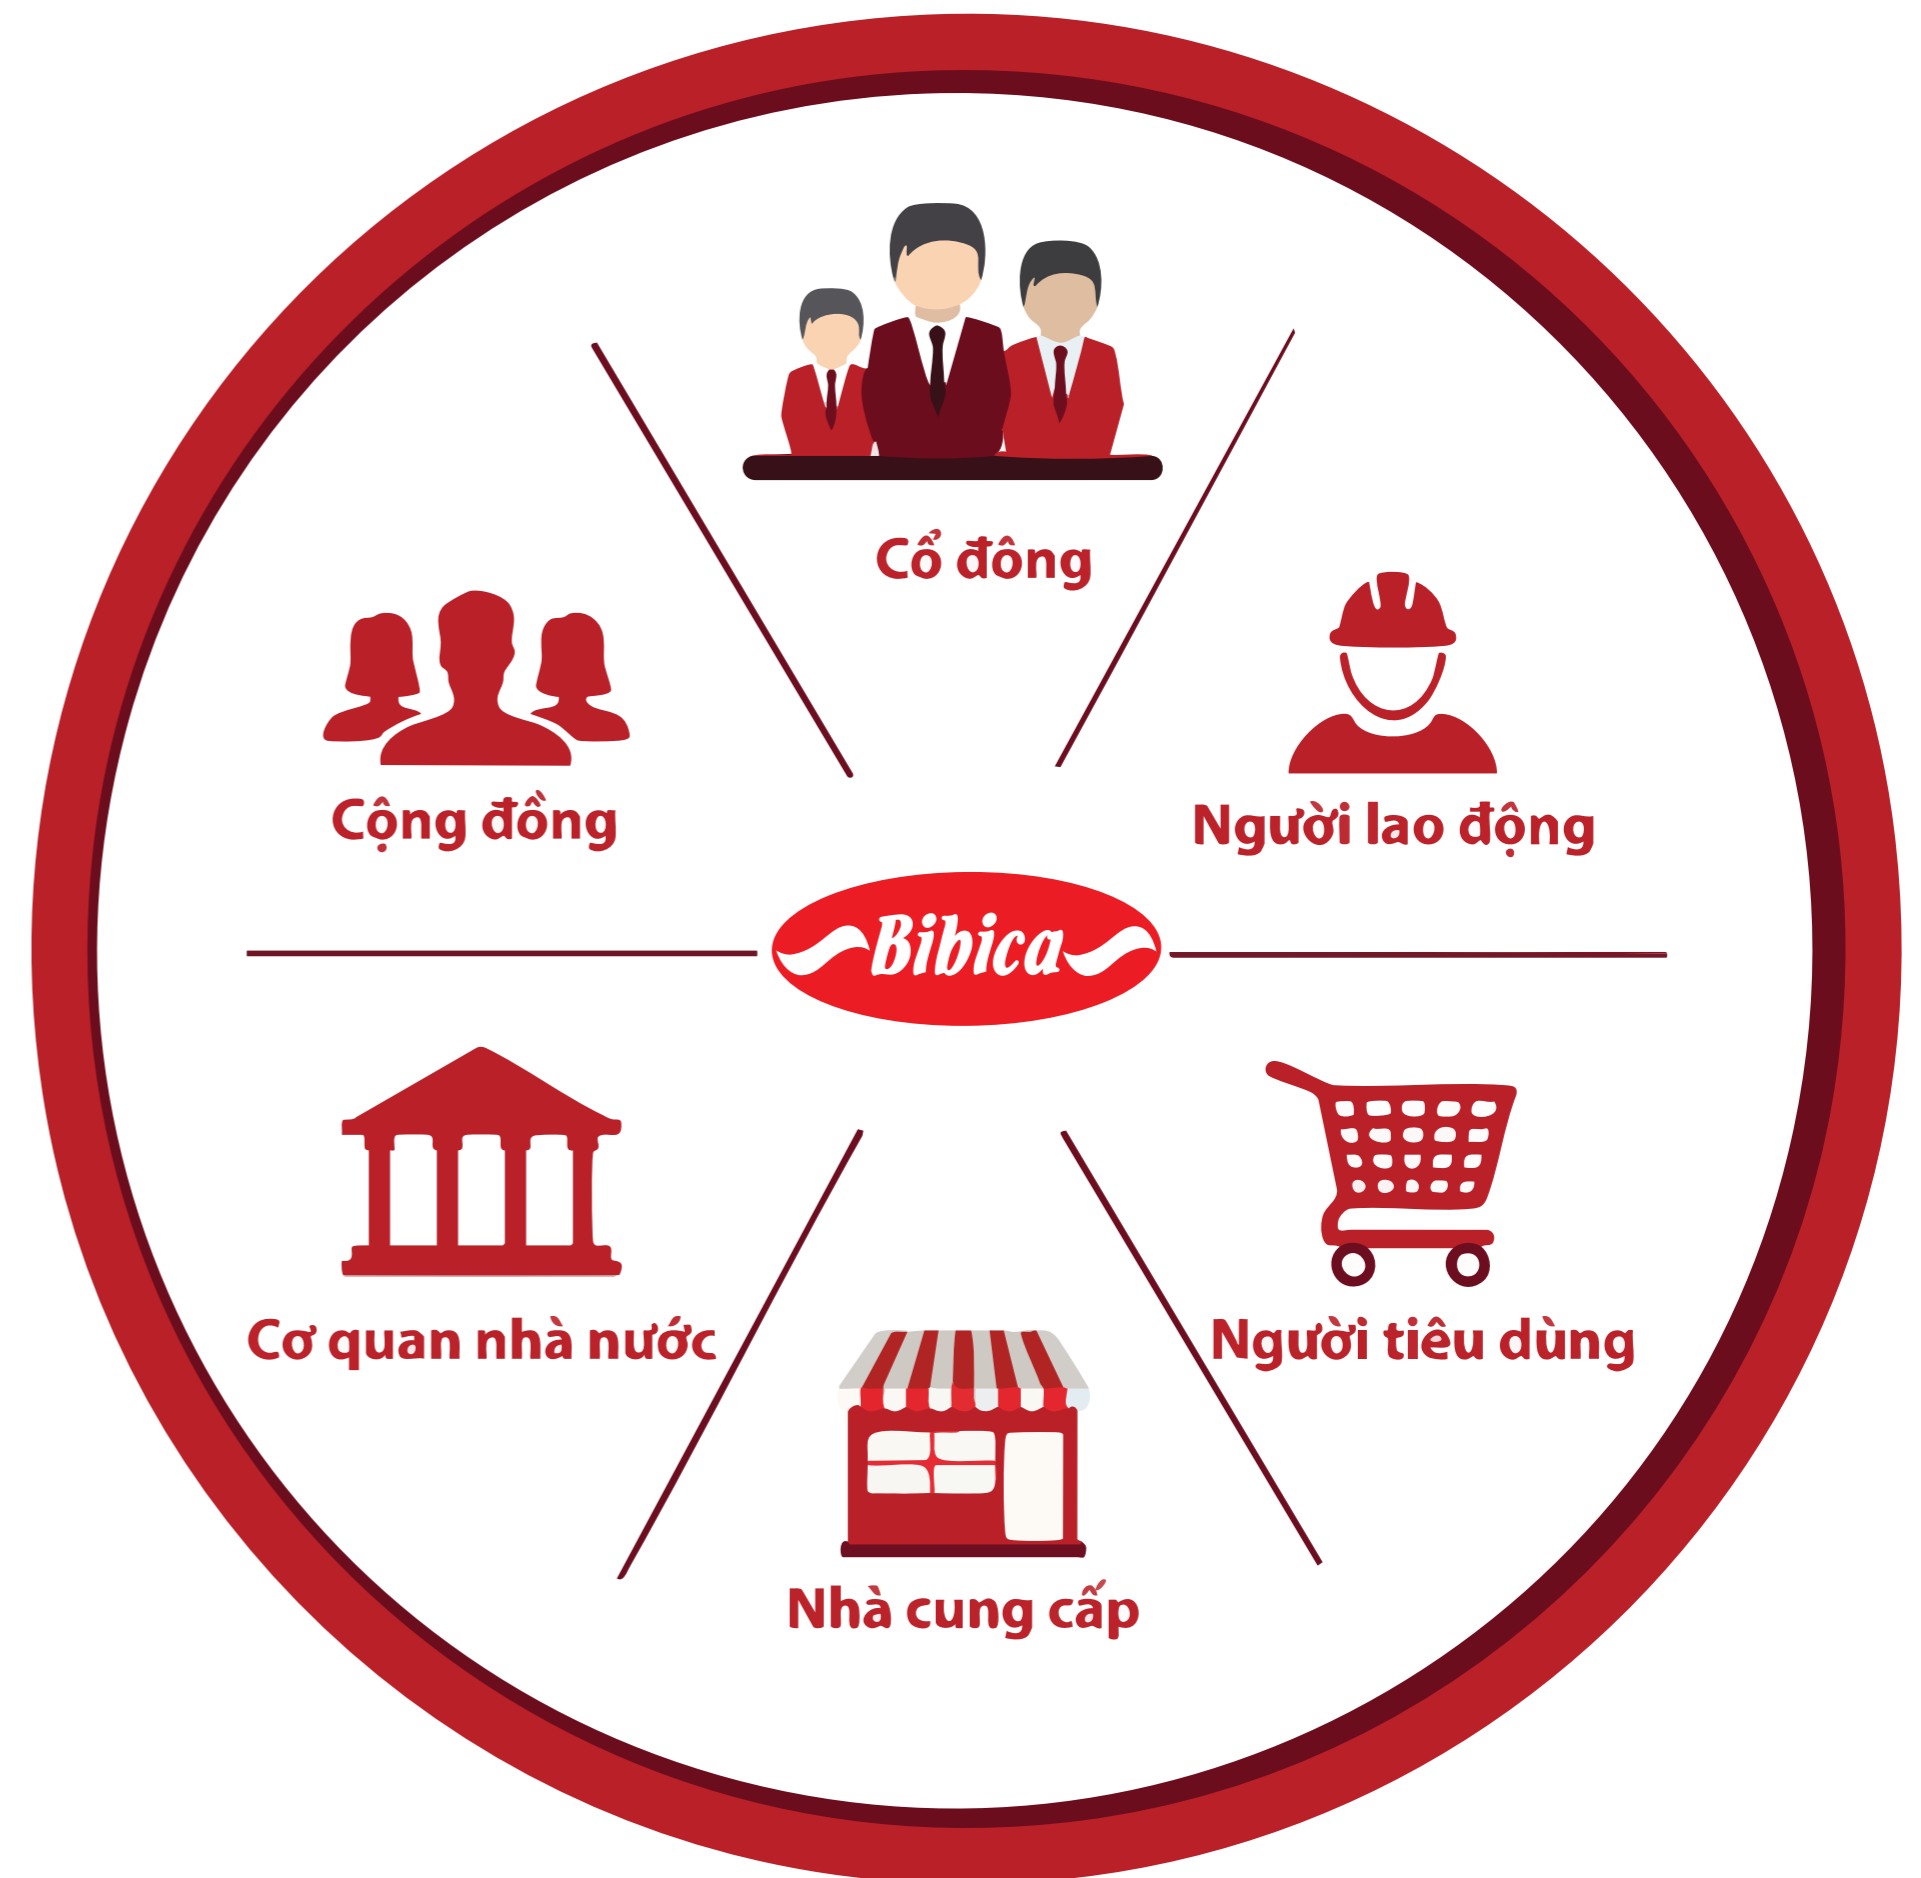 Cổ đông
Cộng đồng
Người lao động
Bibica
Cơ quan nhà nước
Người tiêu dùng
Nhà cung cấp